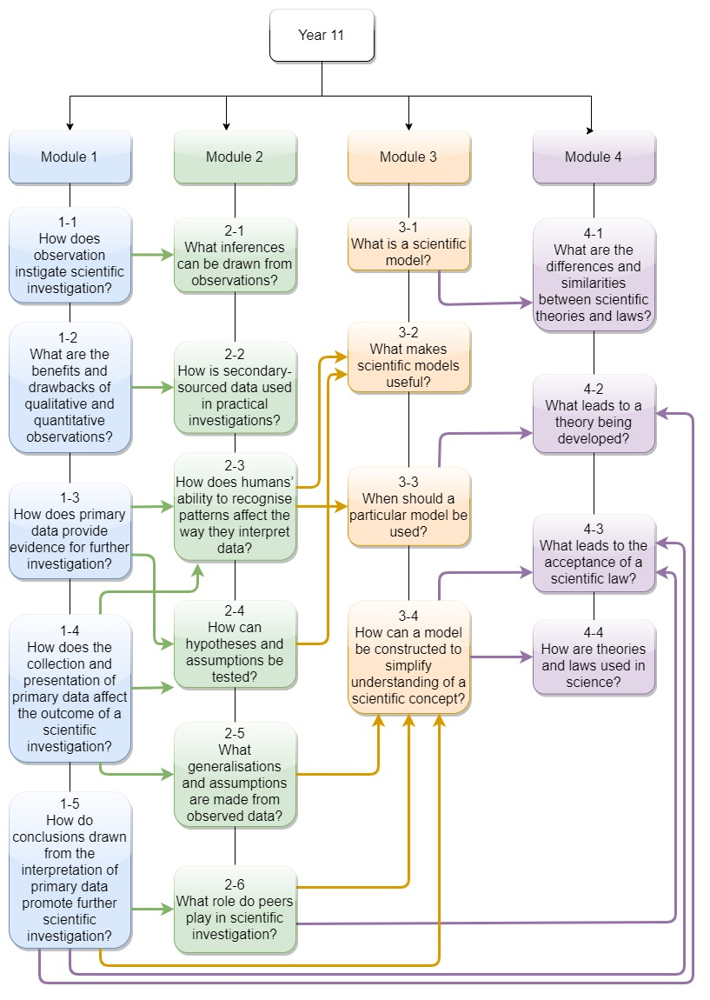 Year 11
Module 1
Module 2
Module 3
Module 4
1-1
How does
observation
instigate scientific
investigation?
1-2
What are the
benefits and
drawbacks of
qualitative and
quantitative
observations?
1-3
How does primary
data provide
evidence for further
investigation?
1-4
How does the
collection and
presentation of
primary data affect
the outcome of a
scientific
investigation?
1-5
How do
conclusions drawn
from the
interpretation of
primary data
promote further
scientific
investigation?
2-1
What inferences
can be drawn from
observations?
2-2
How is secondary-
sourced data used
in practical
investigations?
2-3
How does humans’
ability to recognise
patterns affect the
way they interpret
data?
2-4
How can
hypotheses and
assumptions be
tested?
2-5
What
generalisations
and assumptions
are made from
observed data?
2-6
What role do peers
play in scientific
investigation?
3-1
What is a scientific
model?
3-2
What makes
scientific models
useful?
3-3
When should a
particular model be
used?
3-4
How can a model
be constructed to
simplify
understanding of a
scientific concept?
4-1
What are the
differences and
similarities
between scientific
theories and laws?
4-2
What leads to a
theory being
developed?
4-3
What leads to the
acceptance of a
scientific law?
4-4
How are theories
and laws used in
science?